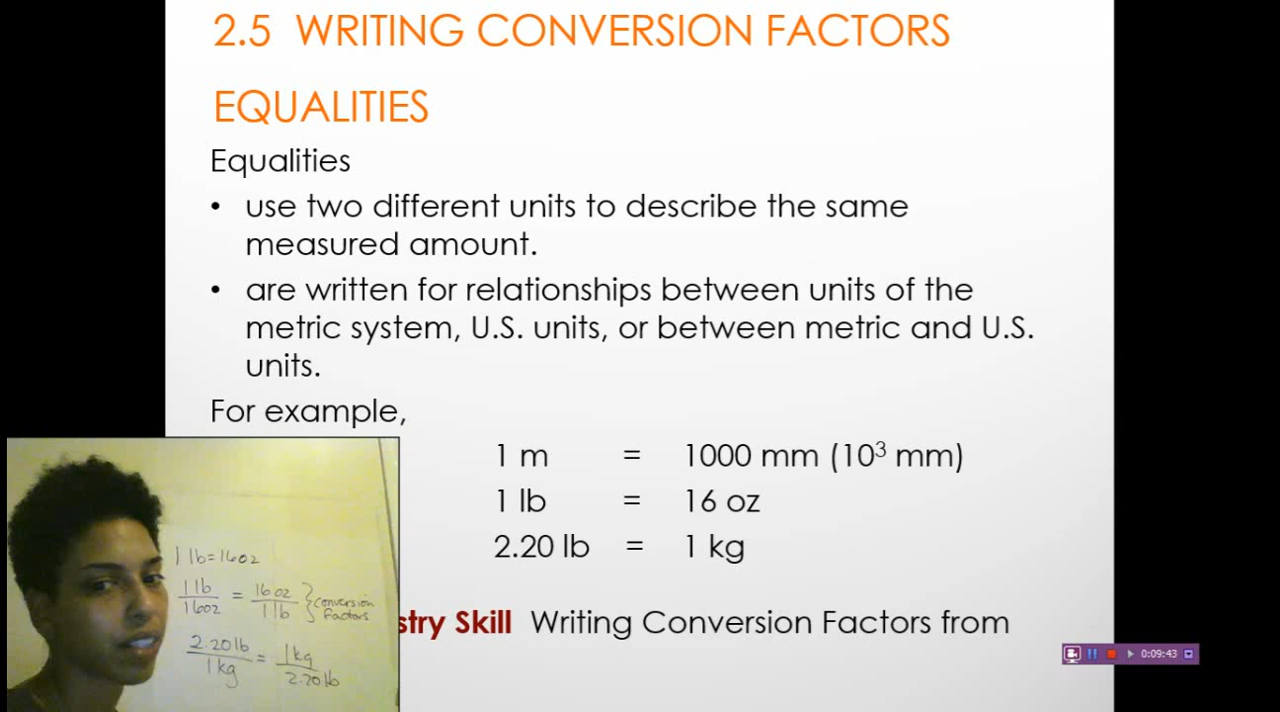 2.5 WRITING CONVERSION FACTORS
EQUALITIES
Equalities
• use two different units to describe the same
measured amount.
• are written for relationships between units of the
metric system, U.S. units, or between metric and U.S.
units.
For example,
1 m = 1000 mm (10³ mm)
1 lb = 16 oz
2.20 lb = 1 kg
stry Skill Writing Conversion Factors from
1 lb = 16oz
1 lb / 16oz = 16 oz / 1 lb } conversion factors
2.20 lb / 1 kg = 1 kg / 2.20 lb
0:09:43